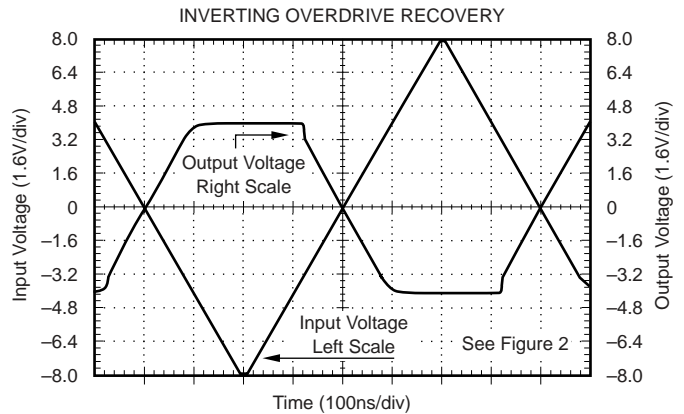 INVERTING OVERDRIVE RECOVERY
8.0 8.0
6.4 6.4
4.8 4.8
3.2 3.2
1.6 1.6
0 0
–1.6 –1.6
–3.2 –3.2
–4.8 –4.8
–6.4 –6.4
–8.0 –8.0
Input Voltage (1.6V/div)
Output Voltage (1.6V/div)
Output Voltage
Right Scale
Input Voltage
Left Scale
See Figure 2
Time (100ns/div)